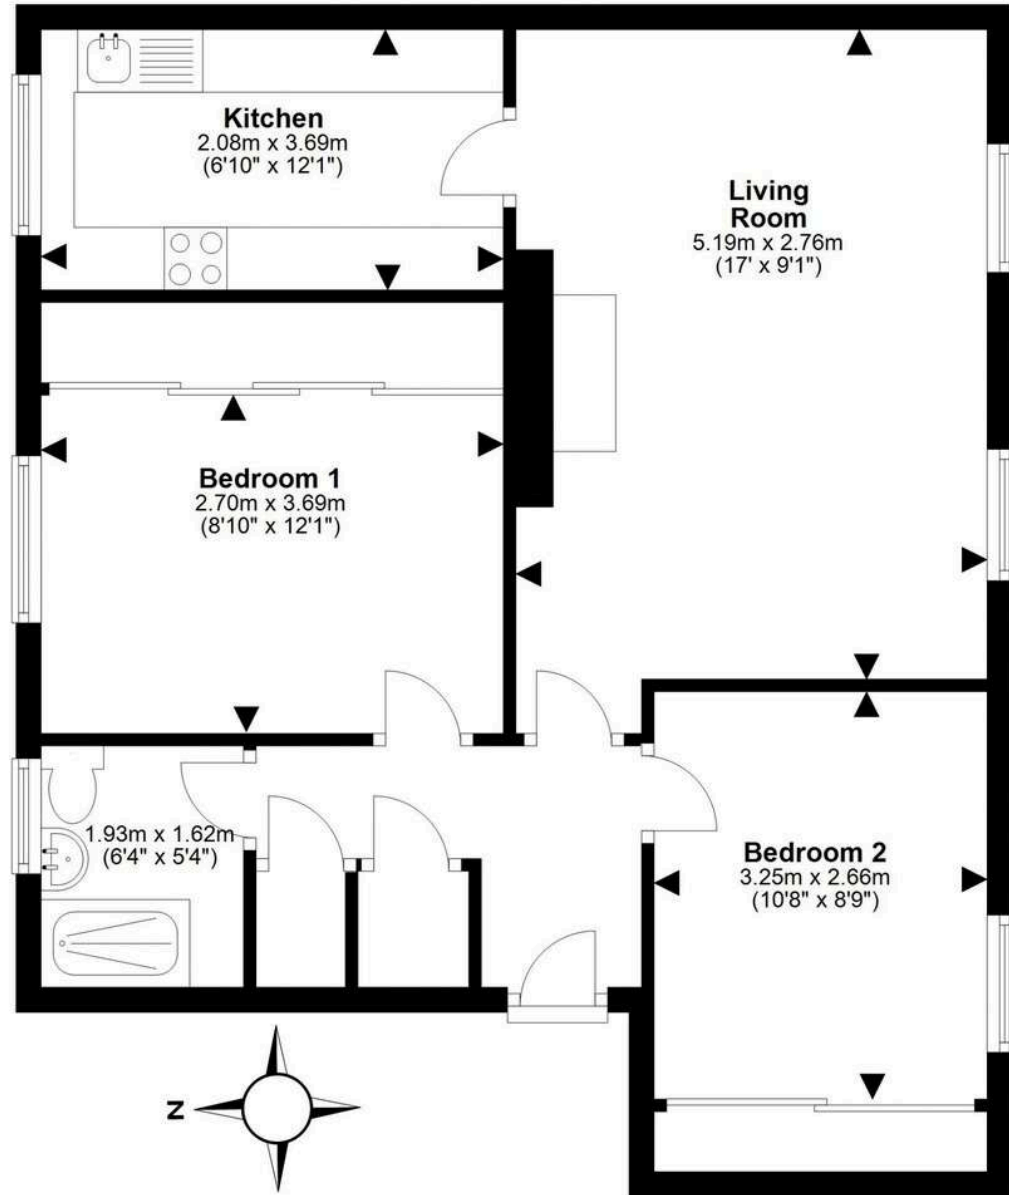 Kitchen
2.08m x 3.69m
(6'10" x 12'1")
Living
Room
5.19m x 2.76m
(17' x 9'1")
Bedroom 1
2.70m x 3.69m
(8'10" x 12'1")
1.93m x 1.62m
(6'4" x 5'4")
Bedroom 2
3.25m x 2.66m
(10'8" x 8'9")
N